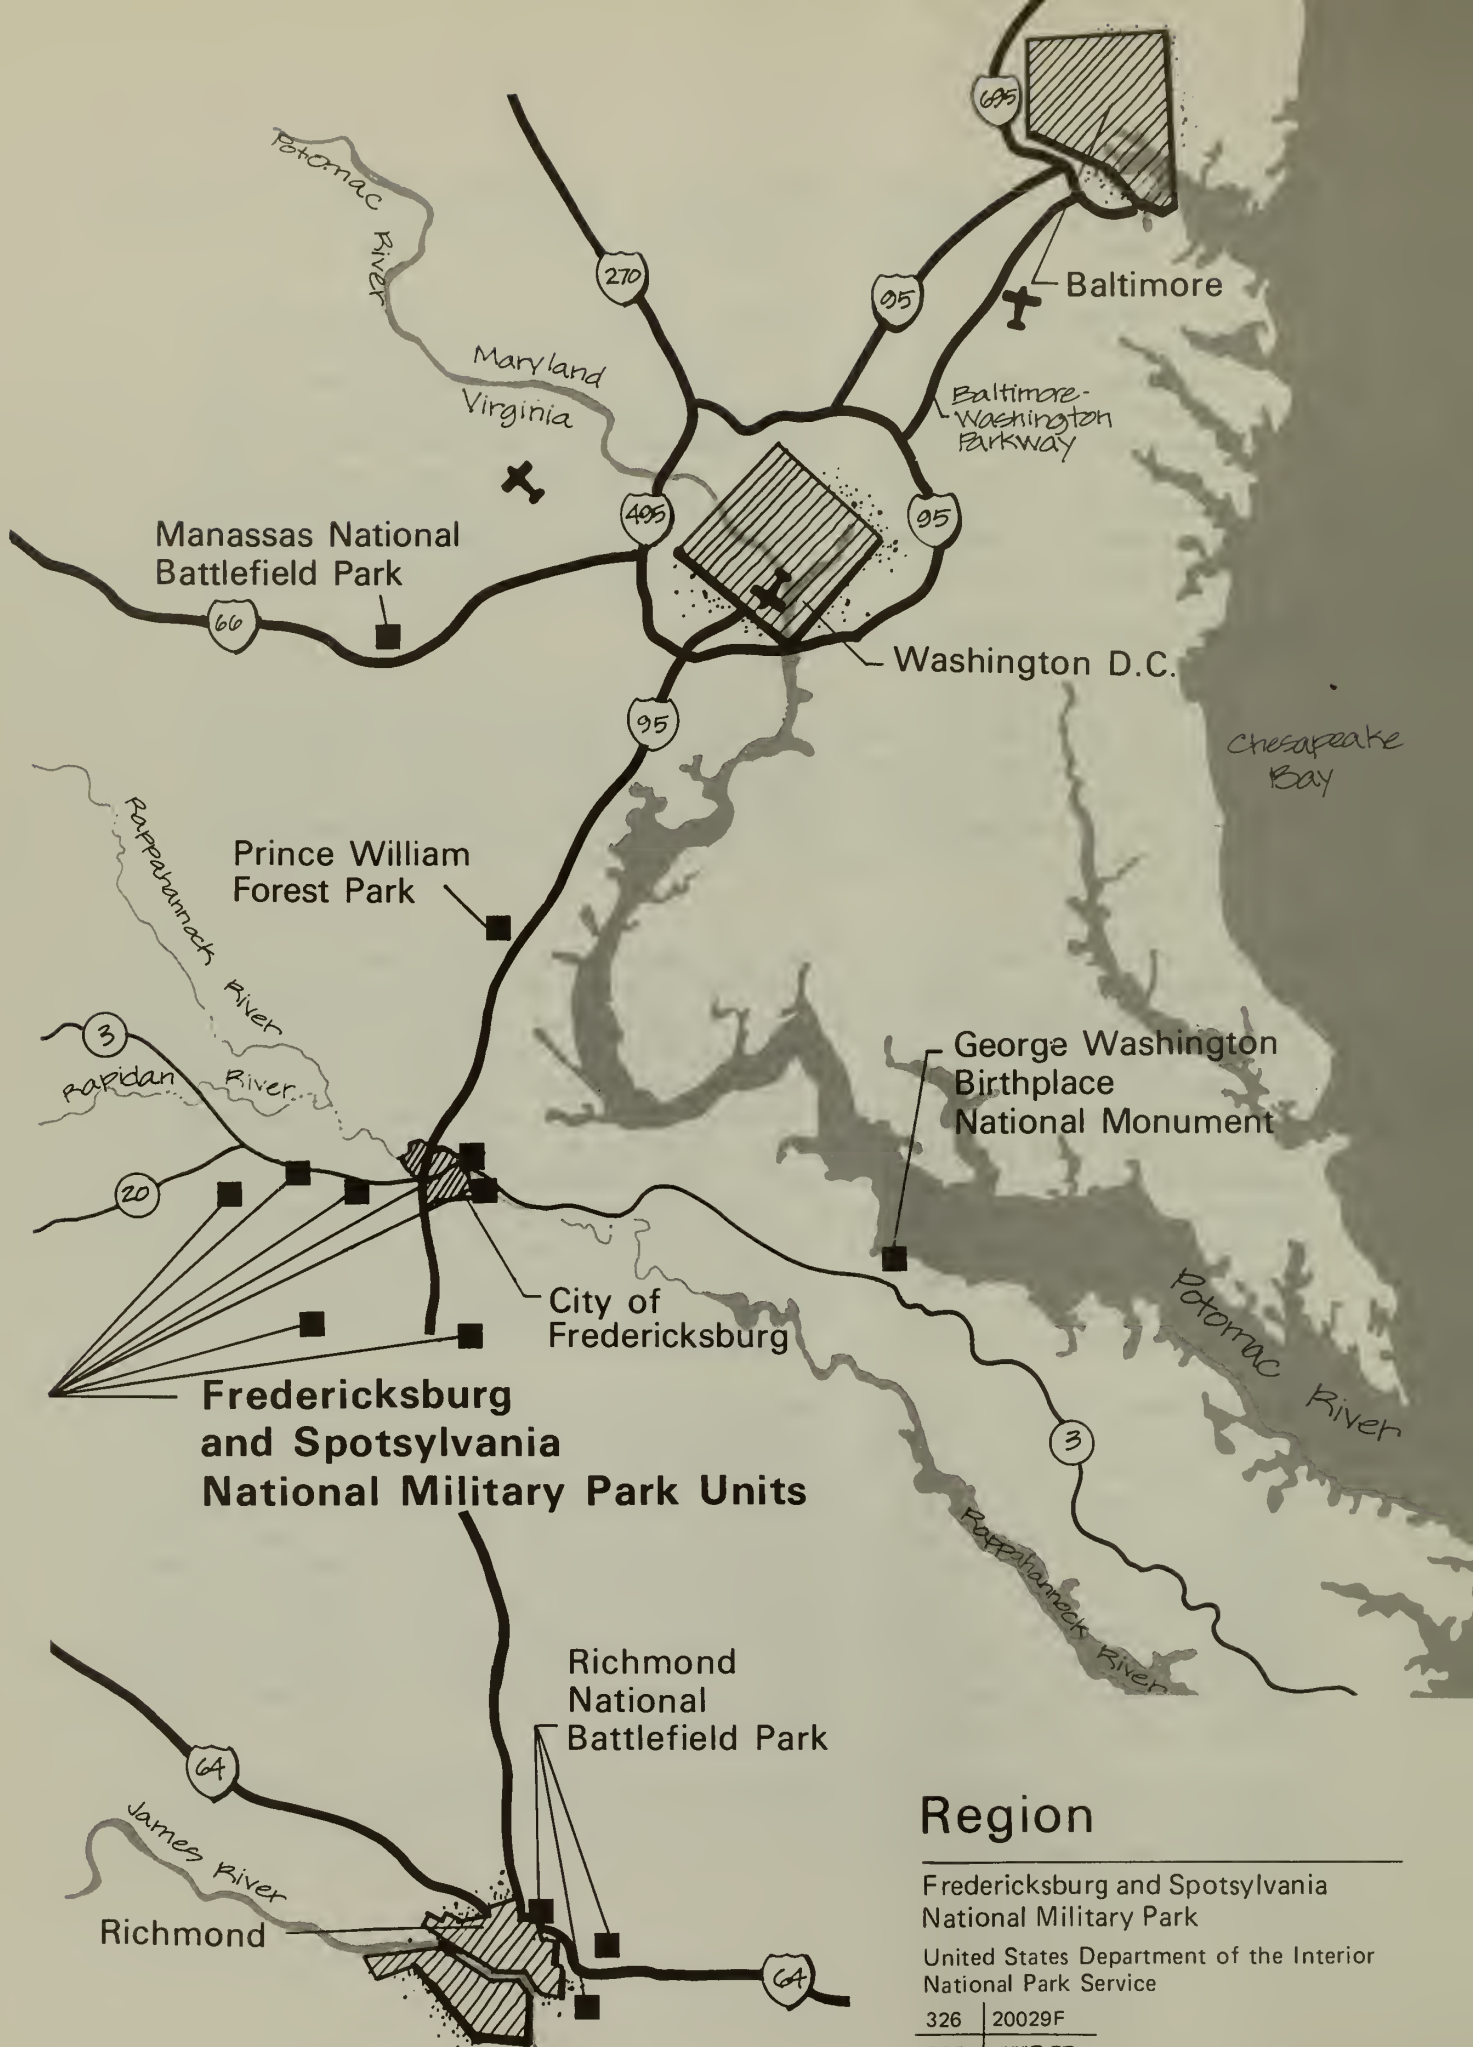 695
Potomac
River
270
95
Baltimore
Maryland
Virginia
Baltimore-
Washington
Parkway
495
95
Manassas National
Battlefield Park
66
Washington D.C.
95
Chesapeake
Bay
Rappahannock
River
Prince William
Forest Park
3
Rapidan River
George Washington
Birthplace
National Monument
20
City of
Fredericksburg
Potomac
River
Fredericksburg
and Spotsylvania
National Military Park Units
3
Rappahannock
River
Richmond
National
Battlefield Park
64
James River
Richmond
64
Region
Fredericksburg and Spotsylvania
National Military Park
United States Department of the Interior
National Park Service
326 20029F